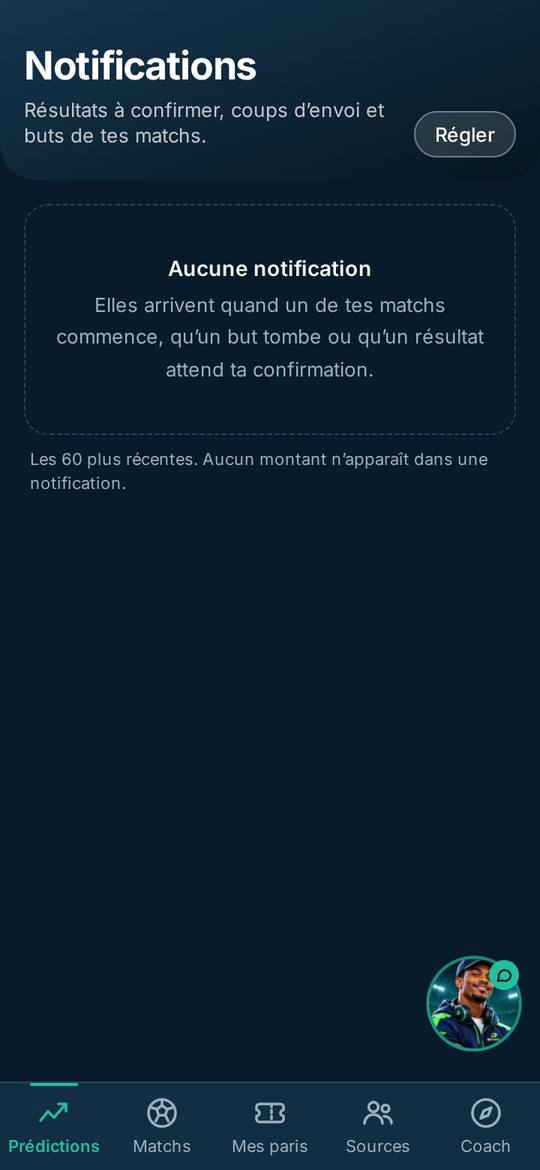 Notifications
Résultats à confirmer, coups d’envoi et
buts de tes matchs.
Régler
Aucune notification
Elles arrivent quand un de tes matchs
commence, qu’un but tombe ou qu’un résultat
attend ta confirmation.
Les 60 plus récentes. Aucun montant n’apparaît dans une
notification.
Prédictions
Matchs
Mes paris
Sources
Coach